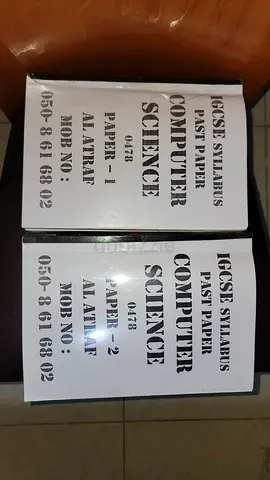 IGCSE SYLLABUS
PAST PAPER
COMPUTER
SCIENCE
0478
PAPER – 1
AL ATRAF
MOB NO :
050- 8 61 68 02
IGCSE SYLLABUS
PAST PAPER
COMPUTER
SCIENCE
0478
PAPER – 2
AL ATRAF
MOB NO :
050- 8 61 68 02
dubizzle